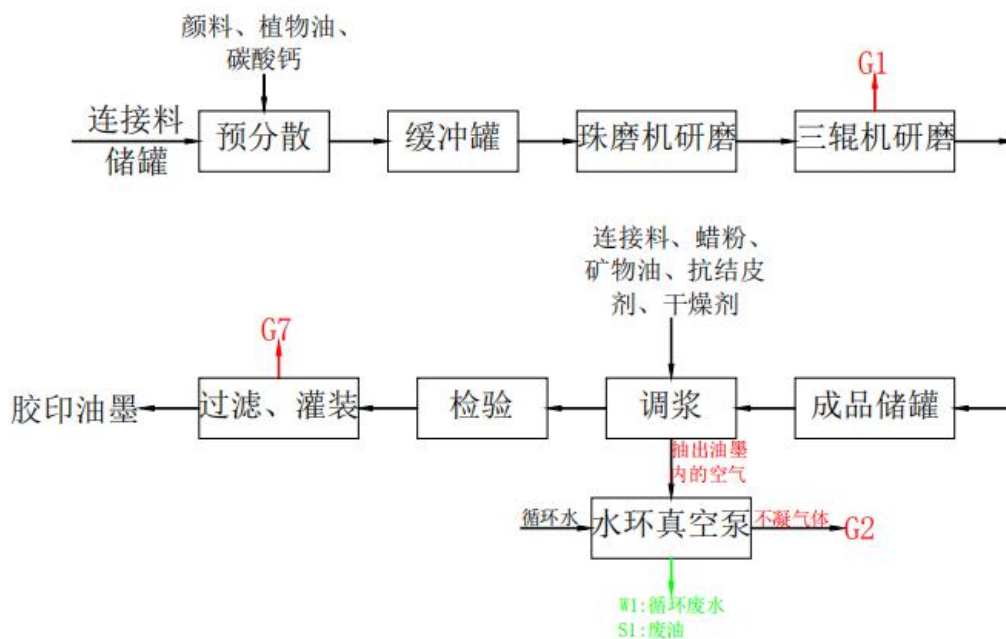 颜料、植物油、
碳酸钙
G1
连接料
储罐
预分散
缓冲罐
珠磨机研磨
三辊机研磨
连接料、蜡粉、
矿物油、抗结皮
剂、干燥剂
G7
胶印油墨
过滤、灌装
检验
调浆
成品储罐
抽出油墨
内的空气
循环水
水环真空泵
不凝气体
G2
W1:循环废水
S1:废油